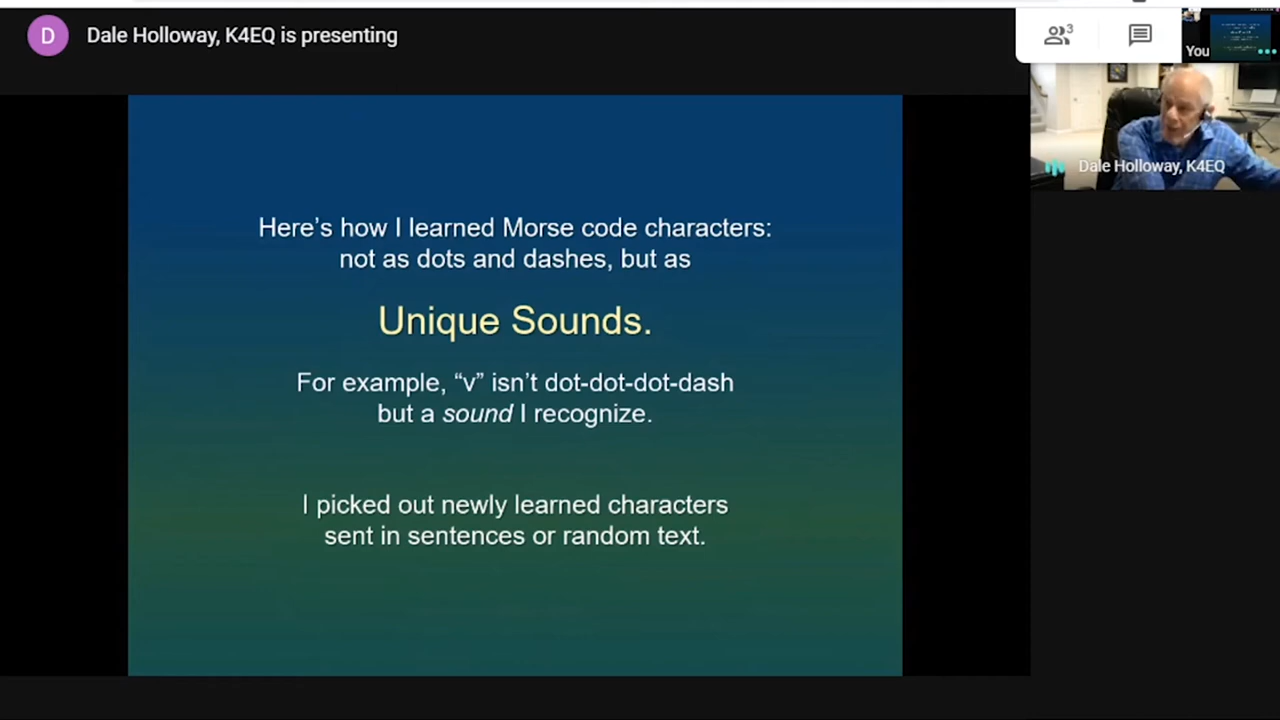 Dale Holloway, K4EQ is presenting
D
3
You
Dale Holloway, K4EQ
Here’s how I learned Morse code characters:
not as dots and dashes, but as
Unique Sounds.
For example, “v” isn’t dot-dot-dot-dash
but a sound I recognize.
I picked out newly learned characters
sent in sentences or random text.